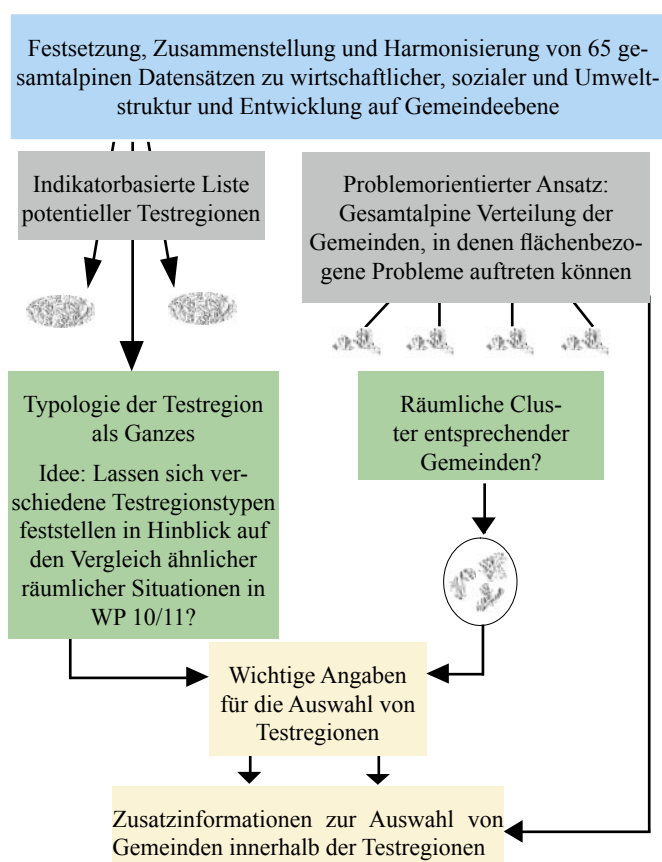 Festsetzung, Zusammenstellung und Harmonisierung von 65 ge-
samtalpinen Datensätzen zu wirtschaftlicher, sozialer und Umwelt-
struktur und Entwicklung auf Gemeindeebene
Indikatorbasierte Liste
potentieller Testregionen
Problemorientierter Ansatz:
Gesamtalpine Verteilung der
Gemeinden, in denen flächenbezo-
gene Probleme auftreten können
Typologie der Testregion
als Ganzes
Idee: Lassen sich ver-
schiedene Testregionstypen
feststellen in Hinblick auf
den Vergleich ähnlicher
räumlicher Situationen in
WP 10/11?
Räumliche Clus-
ter entsprechender
Gemeinden?
Wichtige Angaben
für die Auswahl von
Testregionen
Zusatzinformationen zur Auswahl von
Gemeinden innerhalb der Testregionen